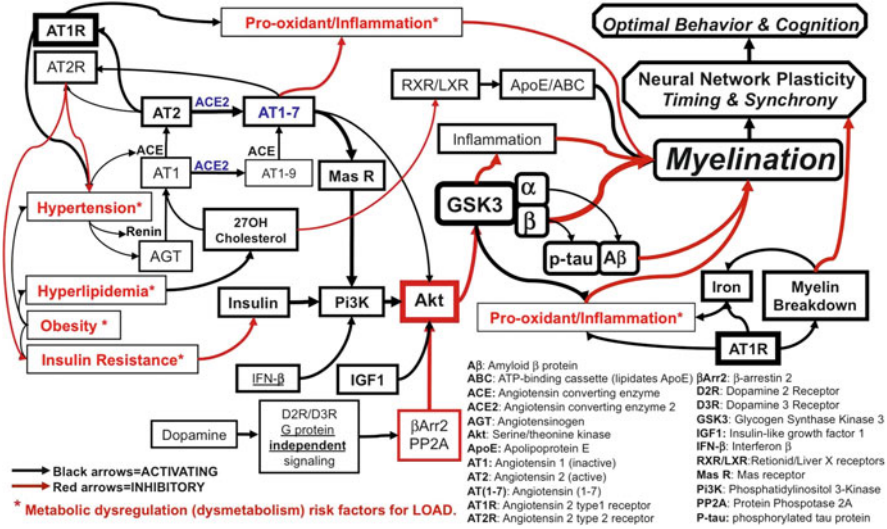 AT1R
Pro-oxidant/Inflammation*
Optimal Behavior & Cognition
AT2R
Neural Network Plasticity
Timing & Synchrony
RXR/LXR
ApoE/ABC
AT2
ACE2
AT1-7
Inflammation
Myelination
ACE
ACE
AT1
ACE2
AT1-9
Mas R
GSK3
α
β
Hypertension*
27OH
Cholesterol
Renin
AGT
p-tau
Aβ
Hyperlipidemia*
Insulin
Pi3K
Akt
Iron
Myelin
Breakdown
Obesity *
Pro-oxidant/Inflammation*
Insulin Resistance*
AT1R
IFN-β
IGF1
Dopamine
D2R/D3R
G protein
independent
signaling
βArr2
PP2A
Black arrows=ACTIVATING
Red arrows=INHIBITORY
* Metabolic dysregulation (dysmetabolism) risk factors for LOAD.
Aβ: Amyloid β protein
ABC: ATP-binding cassette (lipidates ApoE)
ACE: Angiotensin converting enzyme
ACE2: Angiotensin converting enzyme 2
AGT: Angiotensinogen
Akt: Serine/theonine kinase
ApoE: Apolipoprotein E
AT1: Angiotensin 1 (inactive)
AT2: Angiotensin 2 (active)
AT(1-7): Angiotensin (1-7)
AT1R: Angiotensin 2 type1 receptor
AT2R: Angiotensin 2 type 2 receptor
βArr2: β-arrestin 2
D2R: Dopamine 2 Receptor
D3R: Dopamine 3 Receptor
GSK3: Glycogen Synthase Kinase 3
IGF1: Insulin-like growth factor 1
IFN-β: Interferon β
RXR/LXR:Retionid/Liver X receptors
Mas R: Mas receptor
Pi3K: Phosphatidylinositol 3-Kinase
PP2A: Protein Phospotase 2A
P-tau: phosphorylated tau protein